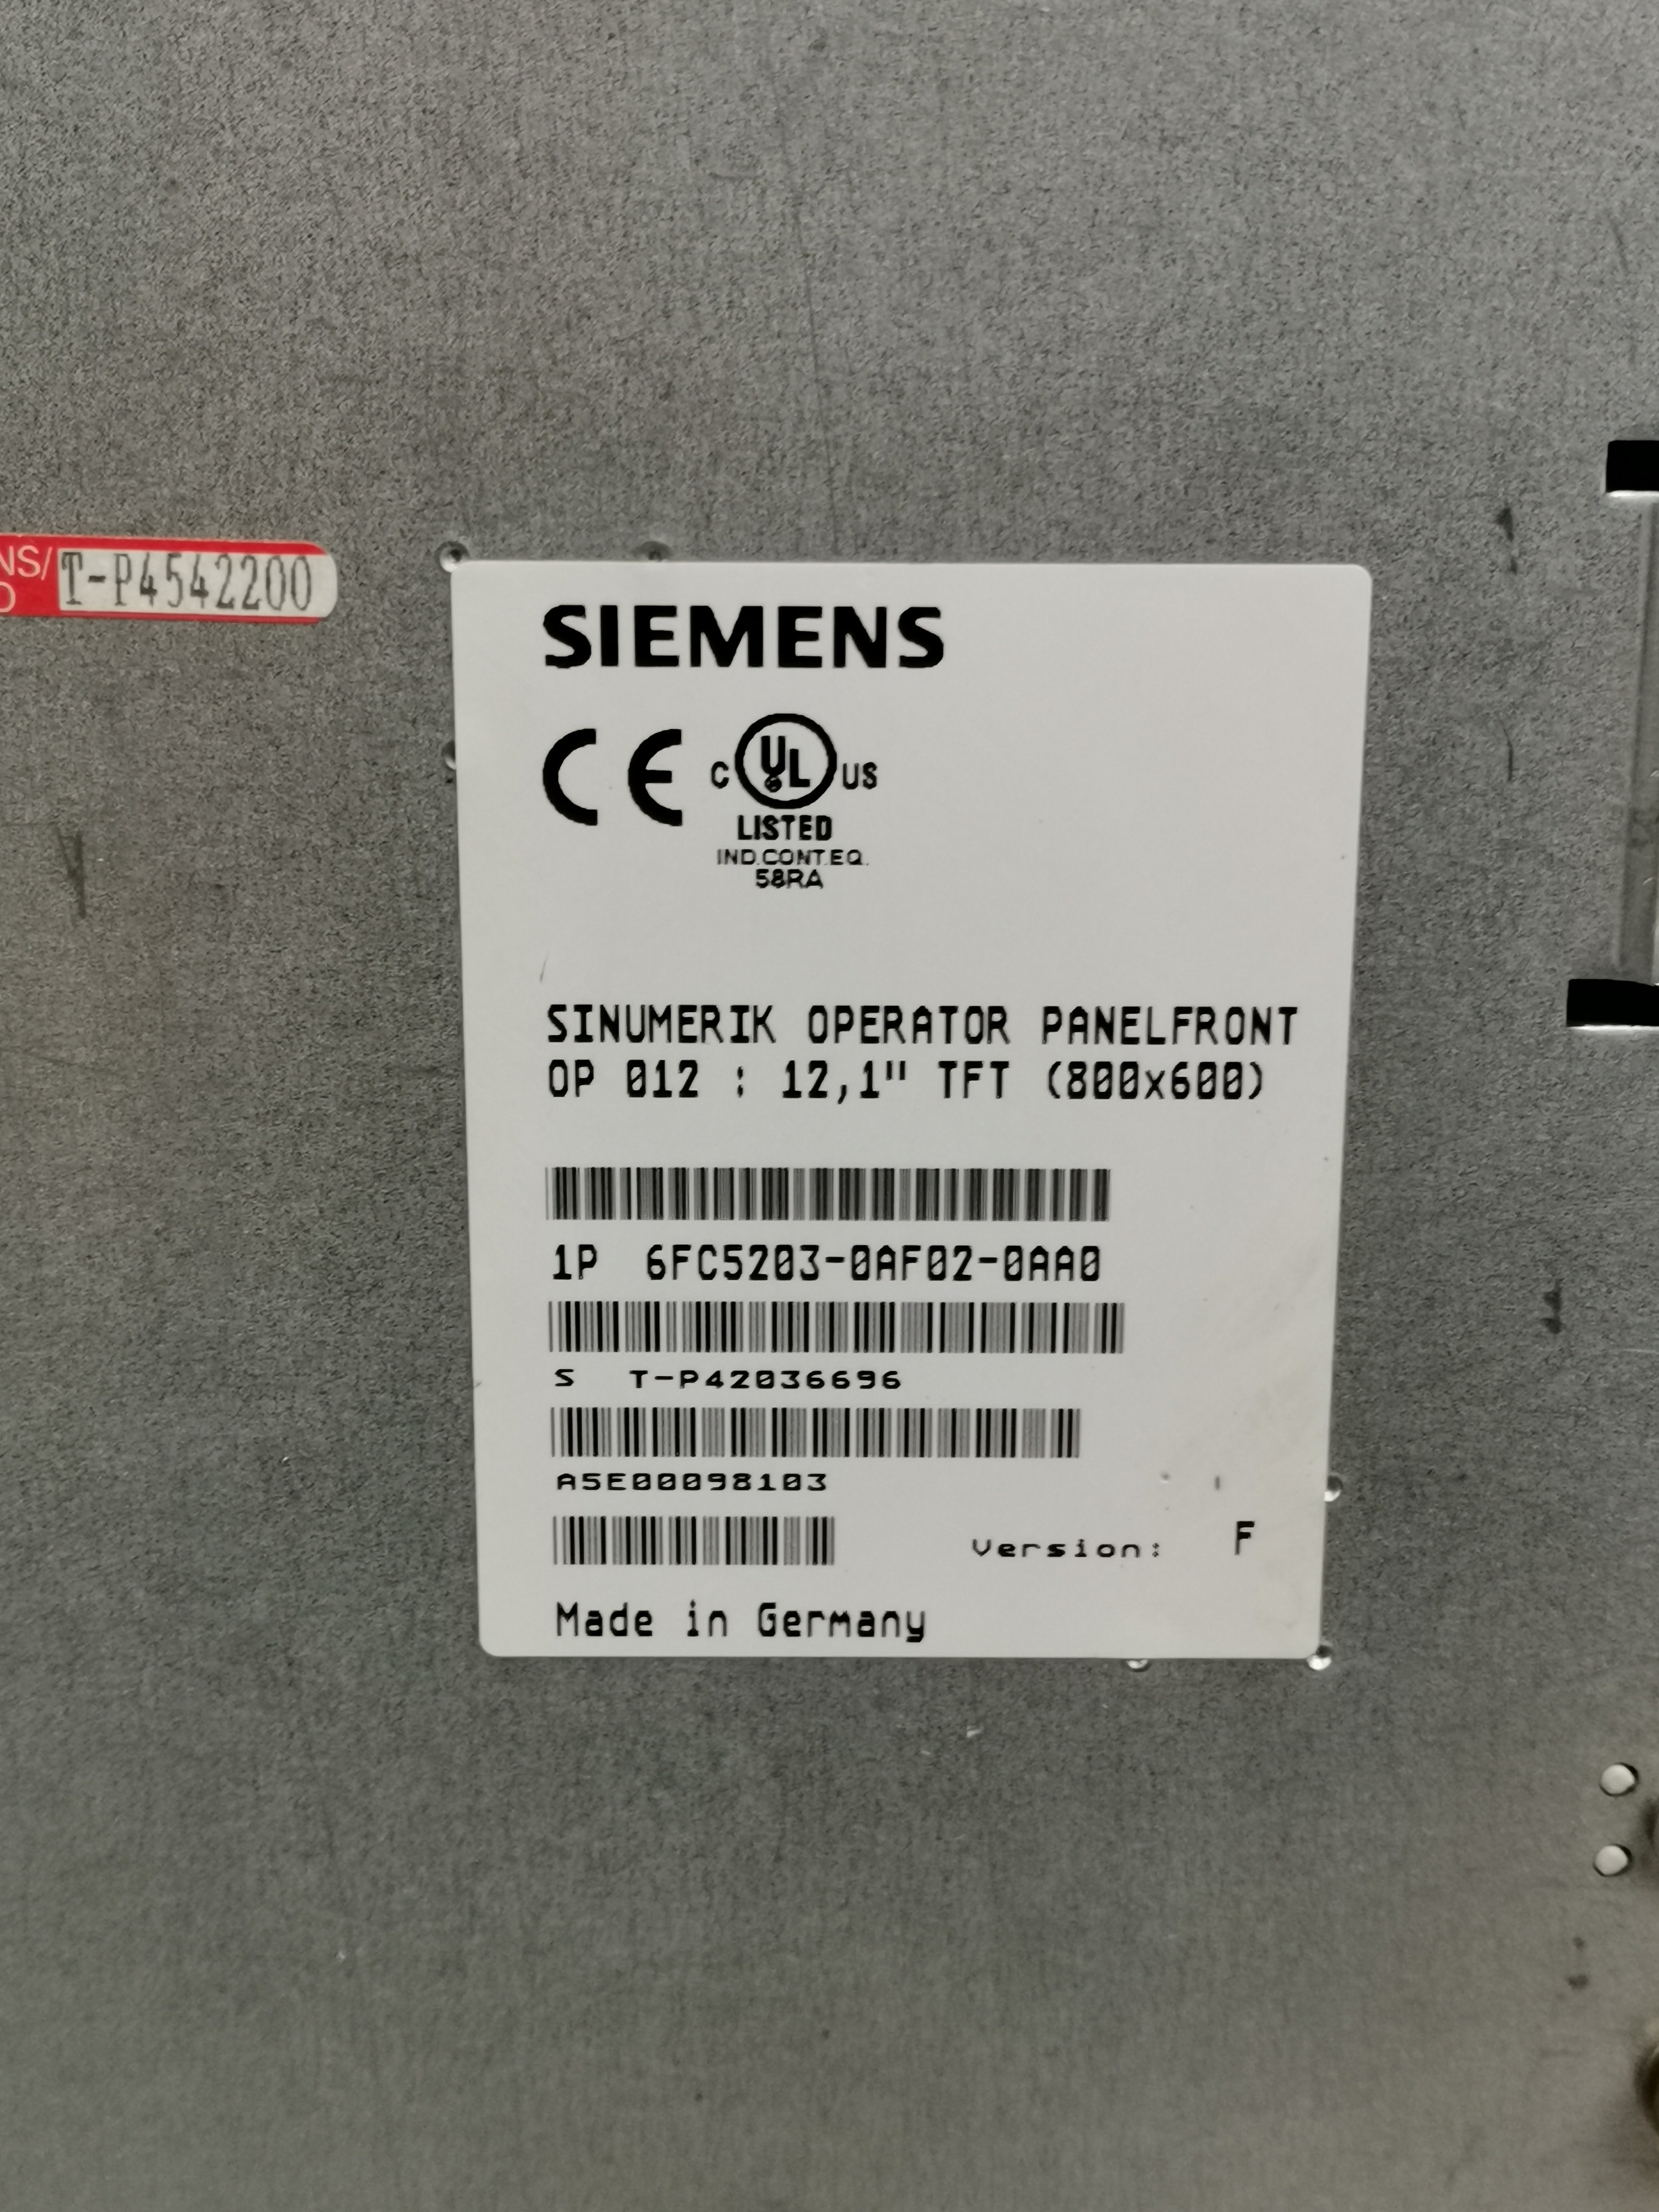 NS/
T-P4542200
SIEMENS
CE C UL US
LISTED
IND.CONT.EQ.
58RA
SINUMERIK OPERATOR PANELFRONT
OP 012 : 12,1" TFT (800x600)
1P 6FC5203-0AF02-0AA0
S T-P42036696
A5E00098103
Version: F
Made in Germany